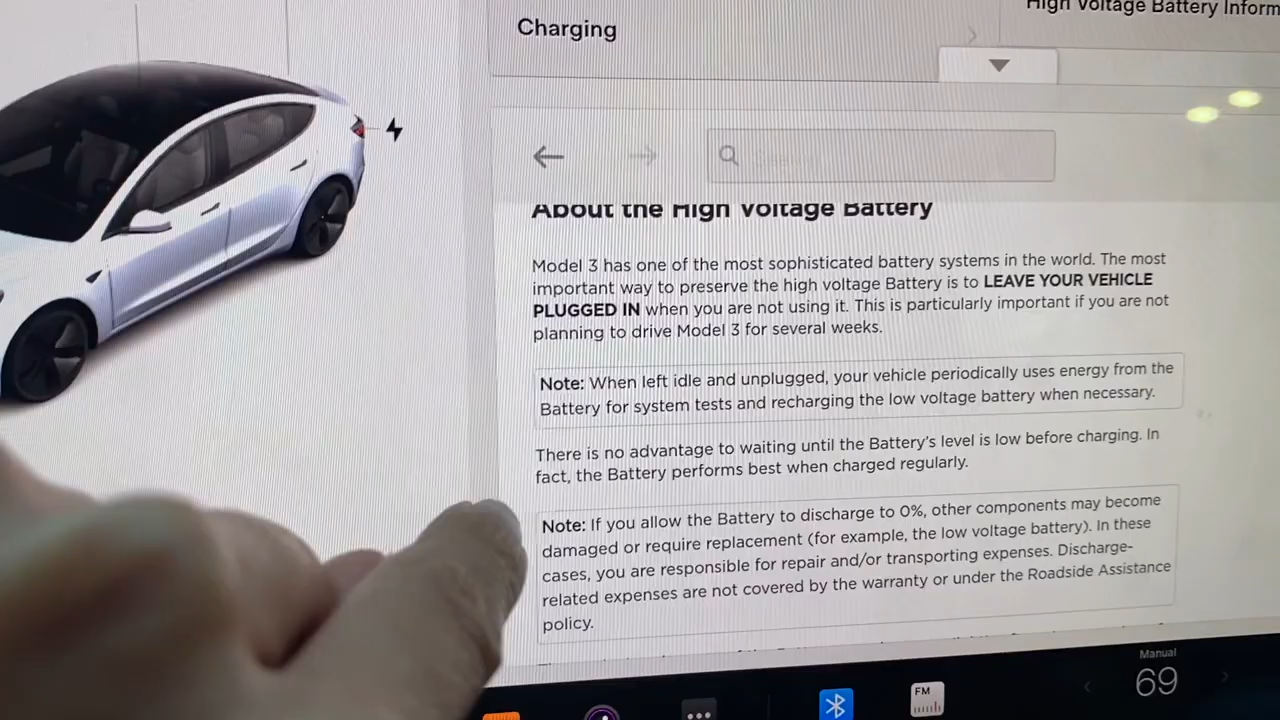 High Voltage Battery Inform
Charging
About the High Voltage Battery
Model 3 has one of the most sophisticated battery systems in the world. The most
important way to preserve the high voltage Battery is to LEAVE YOUR VEHICLE
PLUGGED IN when you are not using it. This is particularly important if you are not
planning to drive Model 3 for several weeks.
Note: When left idle and unplugged, your vehicle periodically uses energy from the
Battery for system tests and recharging the low voltage battery when necessary.
There is no advantage to waiting until the Battery's level is low before charging. In
fact, the Battery performs best when charged regularly.
Note: If you allow the Battery to discharge to 0%, other components may become
damaged or require replacement (for example, the low voltage battery). In these
cases, you are responsible for repair and/or transporting expenses. Discharge-
related expenses are not covered by the warranty or under the Roadside Assistance
policy.
Manual
69
FM